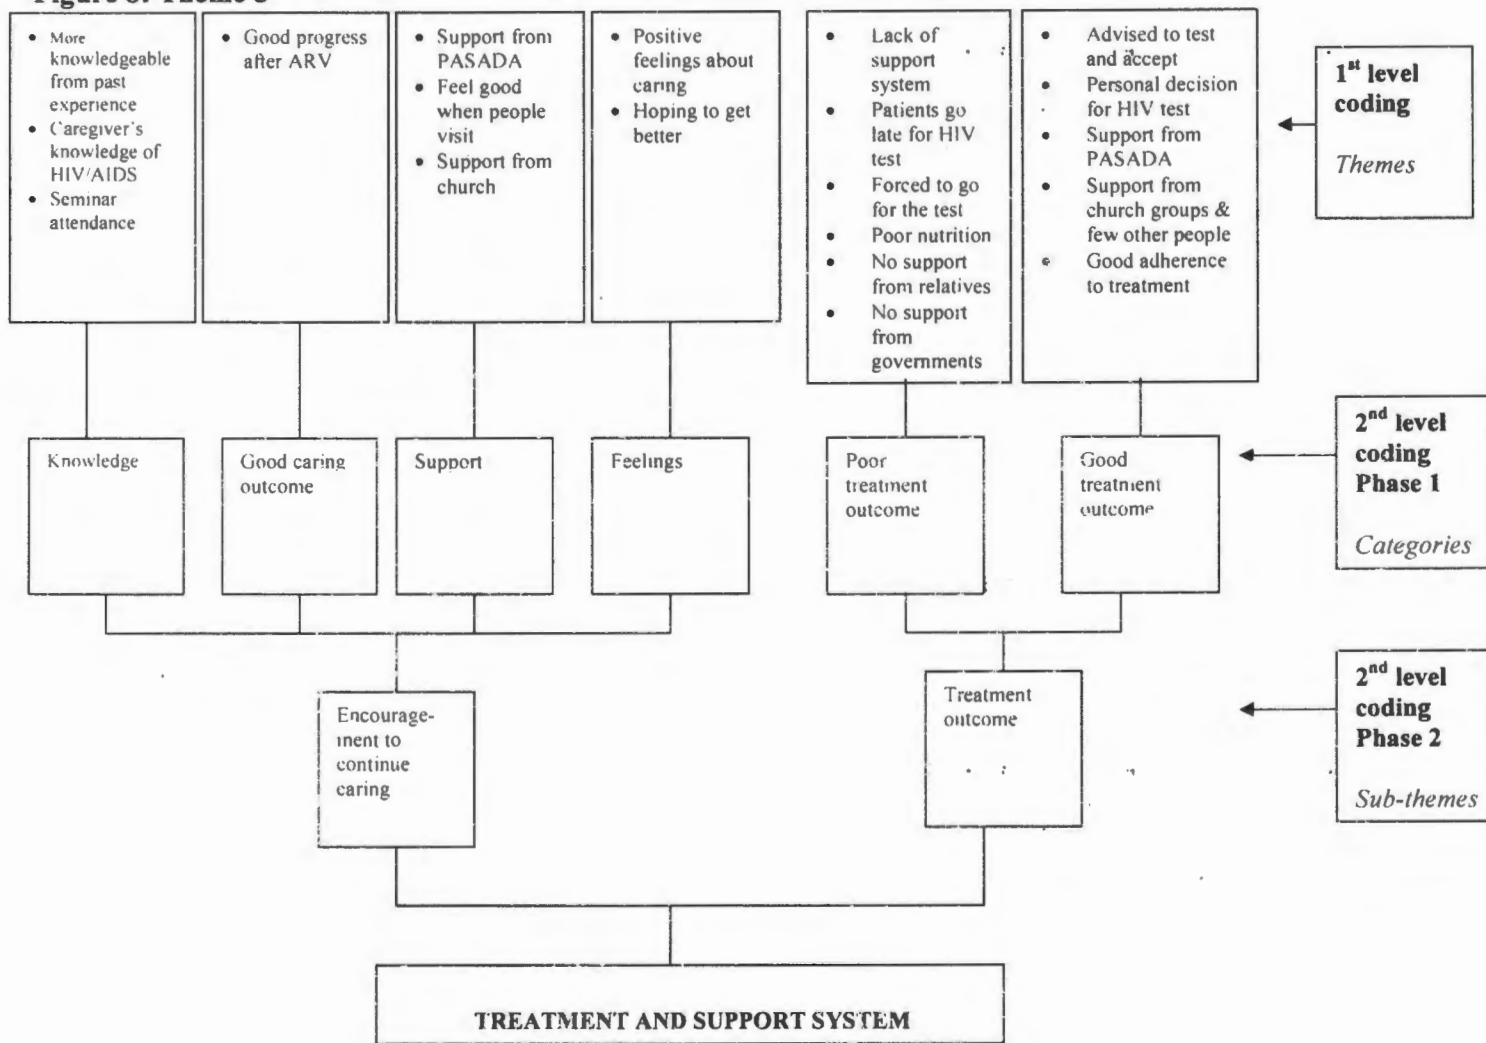 • More
knowledgeable
from past
experience
• Caregiver's
knowledge of
HIV/AIDS
• Seminar
attendance
• Good progress
after ARV
• Support from
PASADA
• Feel good
when people
visit
• Support from
church
• Positive
feelings about
caring
• Hoping to get
better
• Lack of
support
system
• Patients go
late for HIV
test
• Forced to go
for the test
• Poor nutrition
• No support
from relatives
• No support
from
governments
• Advised to test
and accept
• Personal decision
for HIV test
• Support from
PASADA
• Support from
church groups &
few other people
• Good adherence
to treatment
1st level
coding
Themes
Knowledge
Good caring
outcome
Support
Feelings
Poor
treatment
outcome
Good
treatment
outcome
2nd level
coding
Phase 1
Categories
Encourage-
ment to
continue
caring
Treatment
outcome
2nd level
coding
Phase 2
Sub-themes
TREATMENT AND SUPPORT SYSTEM